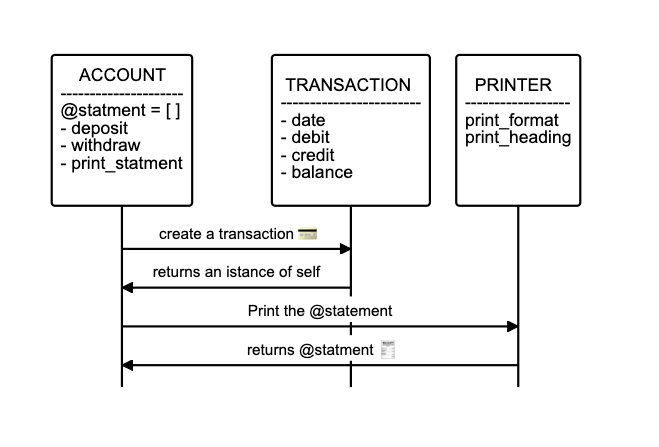 ACCOUNT
@statment = [ ]
- deposit
- withdraw
- print_statment
TRANSACTION
- date
- debit
- credit
- balance
PRINTER
print_format
print_heading
create a transaction
returns an istance of self
Print the @statement
returns @statment